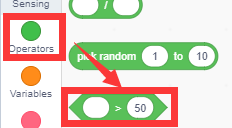 Sensing
/
Operators
pick random 1 to 10
Variables
> 50